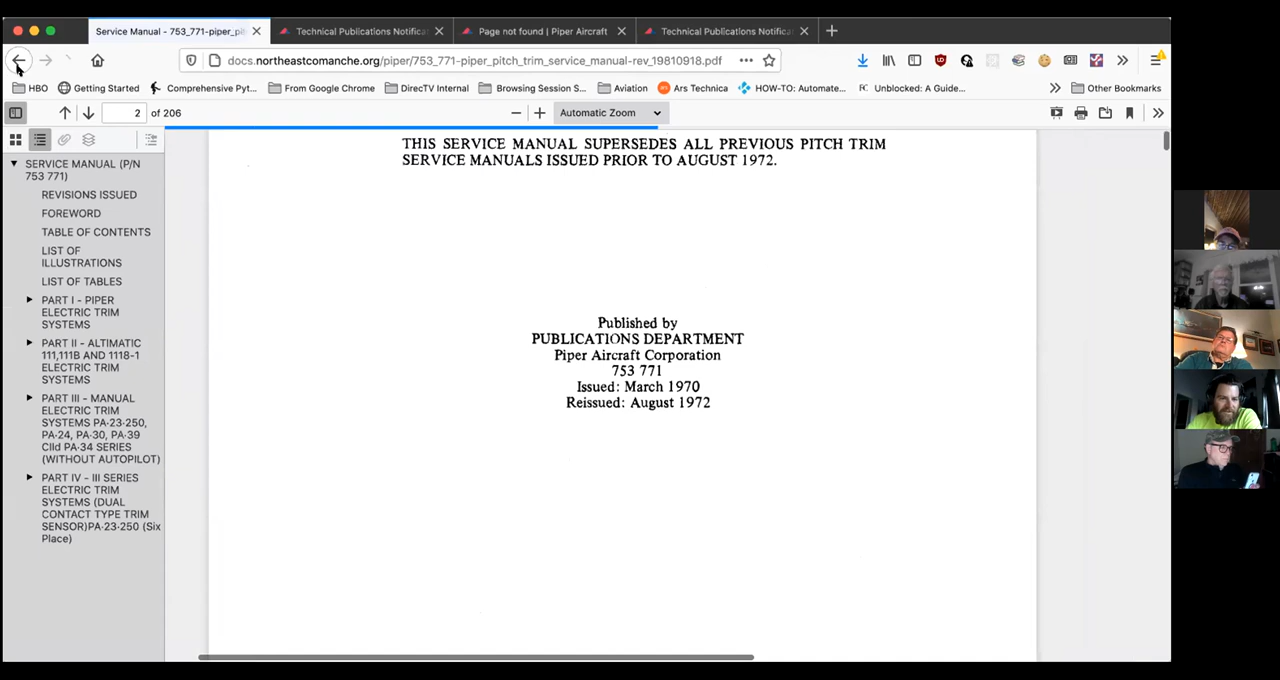 Service Manual - 753_771-piper_pit
Technical Publications Notifica
Page not found | Piper Aircraft
Technical Publications Notifica
docs.northeastcomanche.org/piper/753_771-piper_pitch_trim_service_manual-rev_19810918.pdf
HBO
Getting Started
Comprehensive Pyt...
From Google Chrome
DirecTV Internal
Browsing Session S...
Aviation
Ars Technica
HOW-TO: Automate...
Unblocked: A Guide...
Other Bookmarks
2 of 206
Automatic Zoom
SERVICE MANUAL (P/N
753 771)
REVISIONS ISSUED
FOREWORD
TABLE OF CONTENTS
LIST OF
ILLUSTRATIONS
LIST OF TABLES
PART I - PIPER
ELECTRIC TRIM
SYSTEMS
PART II - ALTIMATIC
111,111B AND 1118-1
ELECTRIC TRIM
SYSTEMS
PART III - MANUAL
ELECTRIC TRIM
SYSTEMS PA-23-250,
PA-24, PA-30, PA-39
CIId PA-34 SERIES
(WITHOUT AUTOPILOT)
PART IV - III SERIES
ELECTRIC TRIM
SYSTEMS (DUAL
CONTACT TYPE TRIM
SENSOR)PA-23-250 (Six
Place)
THIS SERVICE MANUAL SUPERSEDES ALL PREVIOUS PITCH TRIM
SERVICE MANUALS ISSUED PRIOR TO AUGUST 1972.
Published by
PUBLICATIONS DEPARTMENT
Piper Aircraft Corporation
753 771
Issued: March 1970
Reissued: August 1972